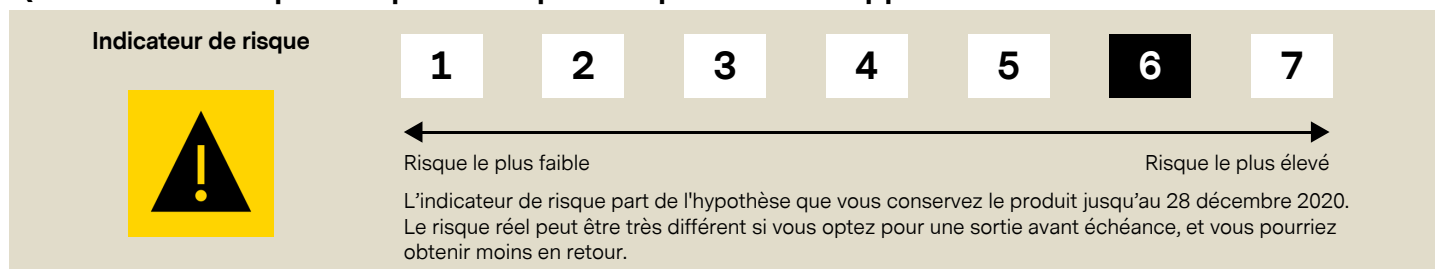 Indicateur de risque
1 2 3 4 5 6 7
Risque le plus faible Risque le plus élevé
L’indicateur de risque part de l'hypothèse que vous conservez le produit jusqu’au 28 décembre 2020.
Le risque réel peut être très différent si vous optez pour une sortie avant échéance, et vous pourriez
obtenir moins en retour.